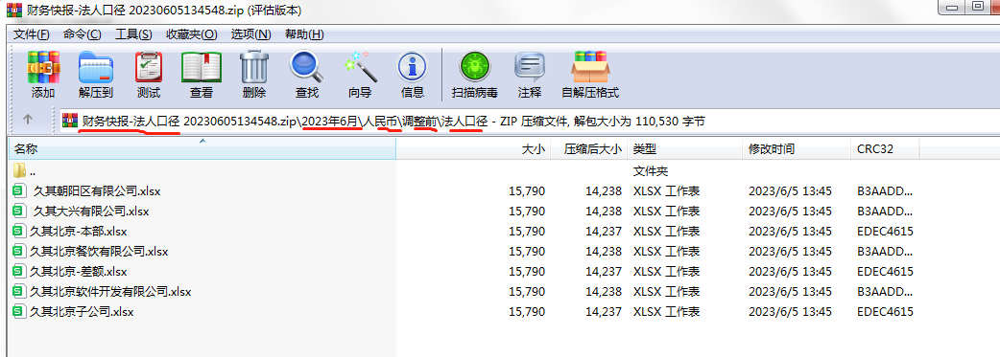 财务快报-法人口径 20230605134548.zip (评估版本)
文件(F) 命令(C) 工具(S) 收藏夹(O) 选项(N) 帮助(H)
添加 解压到 测试 查看 删除 查找 向导 信息 扫描病毒 注释 自解压格式
财务快报-法人口径 20230605134548.zip\2023年6月\人民币\调整前\法人口径 - ZIP 压缩文件, 解包大小为 110,530 字节
名称 大小 压缩后大小 类型 修改时间 CRC32
.. 文件夹
久其朝阳区有限公司.xlsx 15,790 14,238 XLSX 工作表 2023/6/5 13:45 B3AADD...
久其大兴有限公司.xlsx 15,790 14,238 XLSX 工作表 2023/6/5 13:45 B3AADD...
久其北京-本部.xlsx 15,790 14,237 XLSX 工作表 2023/6/5 13:45 EDEC4615
久其北京餐饮有限公司.xlsx 15,790 14,238 XLSX 工作表 2023/6/5 13:45 B3AADD...
久其北京-差额.xlsx 15,790 14,237 XLSX 工作表 2023/6/5 13:45 EDEC4615
久其北京软件开发有限公司.xlsx 15,790 14,238 XLSX 工作表 2023/6/5 13:45 B3AADD...
久其北京子公司.xlsx 15,790 14,237 XLSX 工作表 2023/6/5 13:45 EDEC4615